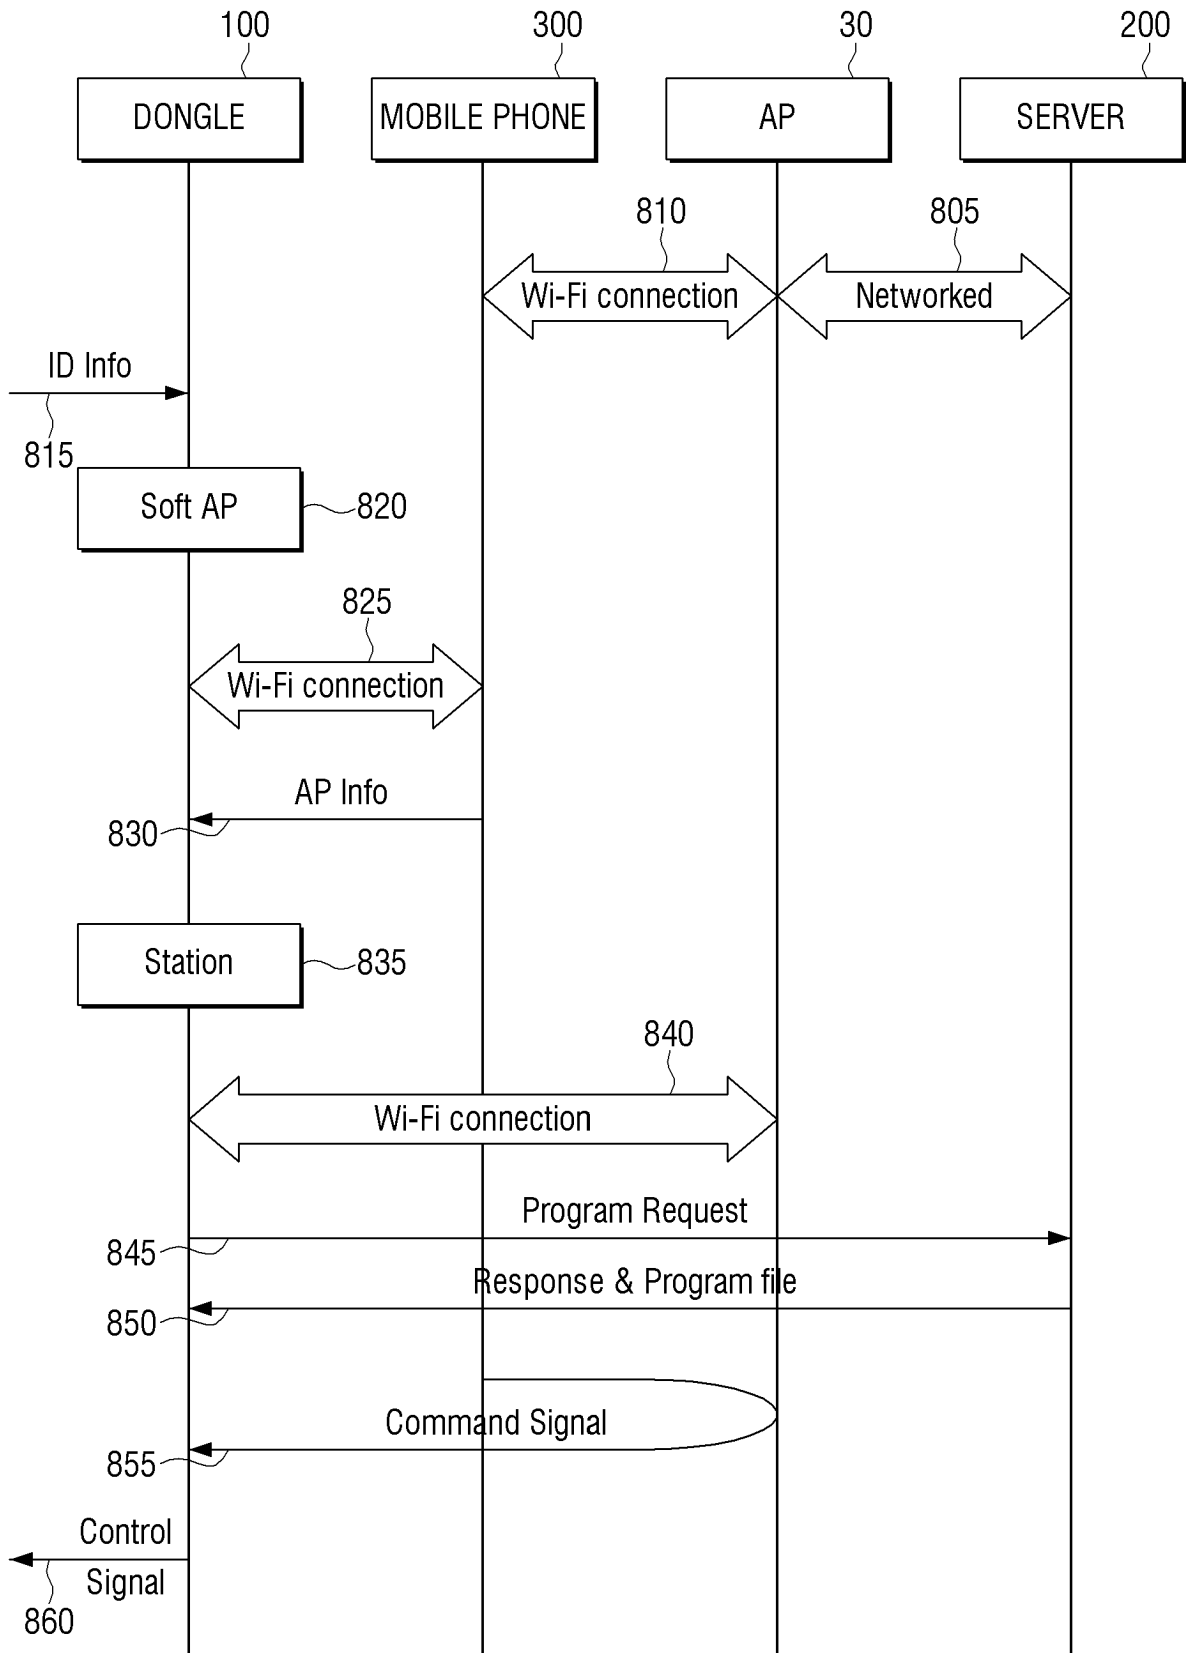 100
300
30
200
DONGLE
MOBILE PHONE
AP
SERVER
810
805
Wi-Fi connection
Networked
ID Info
815
Soft AP
820
825
Wi-Fi connection
AP Info
830
Station
835
840
Wi-Fi connection
Program Request
845
Response & Program file
850
Command Signal
855
Control
Signal
860